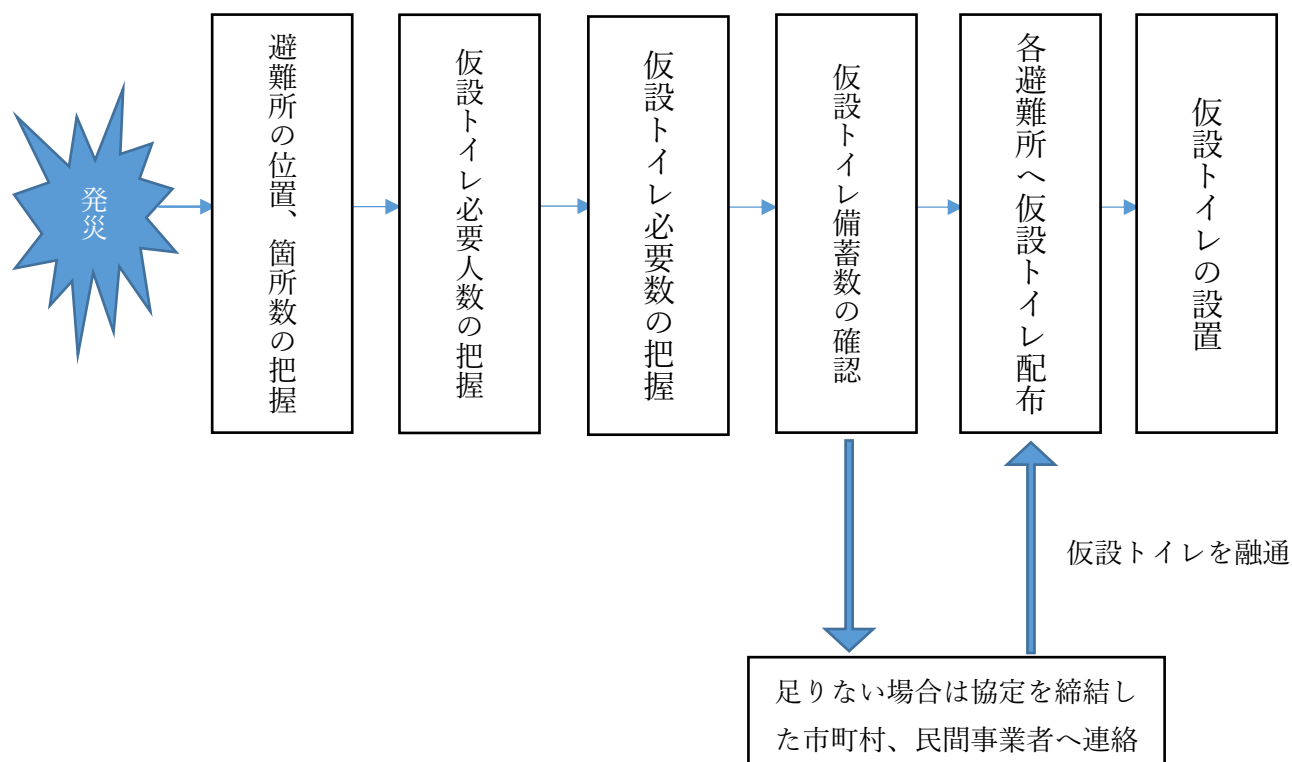 発災
避難所の位置、箇所数の把握
仮設トイレ必要人数の把握
仮設トイレ必要数の把握
仮設トイレ備蓄数の確認
各避難所へ仮設トイレ配布
仮設トイレの設置
仮設トイレを融通
足りない場合は協定を締結し
た市町村、民間事業者へ連絡